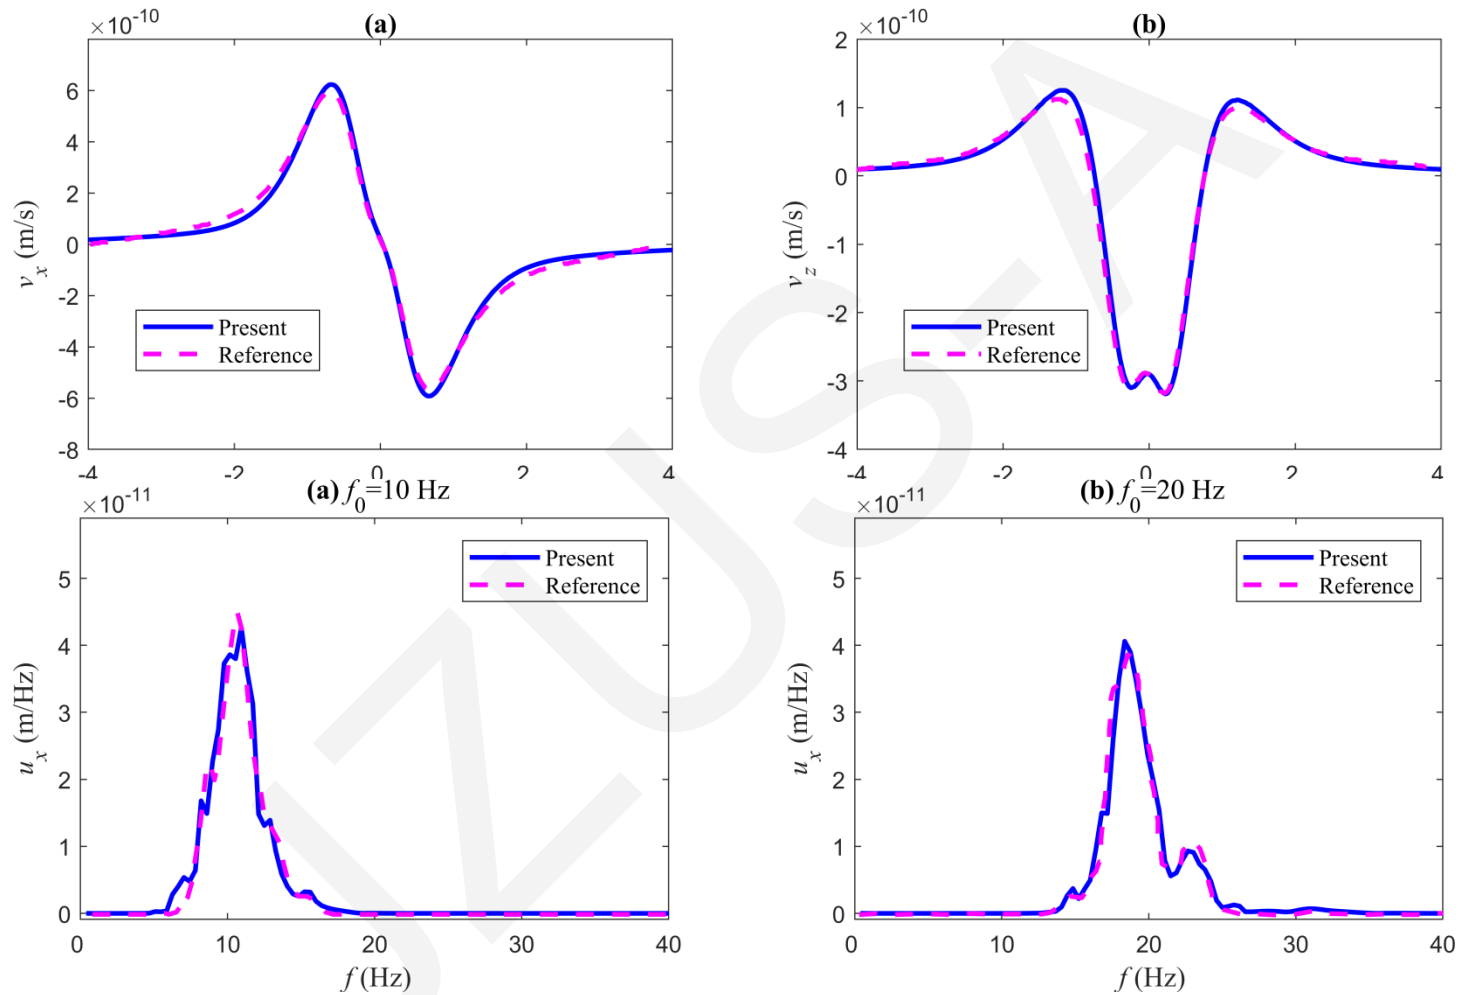 ×10⁻¹⁰ (a)
6
4
2
0
-2
-4
-6
-8
v_x (m/s)
Present
Reference
-4 -2 0 2 4
×10⁻¹⁰ (b)
2
1
0
-1
-2
-3
-4
v_z (m/s)
Present
Reference
-4 -2 0 2 4
×10⁻¹¹ (a) f₀=10 Hz
5
4
3
2
1
0
u_x (m/Hz)
Present
Reference
0 10 20 30 40
f (Hz)
×10⁻¹¹ (b) f₀=20 Hz
5
4
3
2
1
0
u_x (m/Hz)
Present
Reference
0 10 20 30 40
f (Hz)
JZUS-A